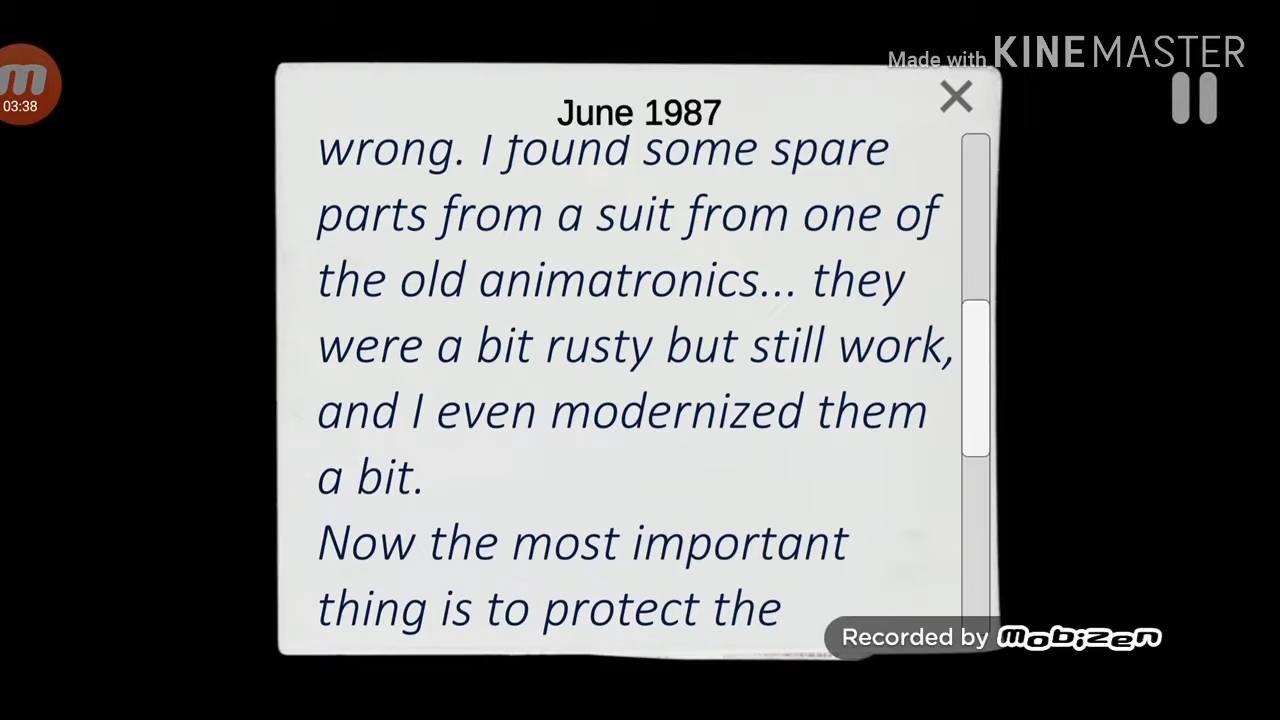 Made with KINEMASTER
03:38
June 1987
wrong. I found some spare
parts from a suit from one of
the old animatronics... they
were a bit rusty but still work,
and I even modernized them
a bit.
Now the most important
thing is to protect the
Recorded by mobizen